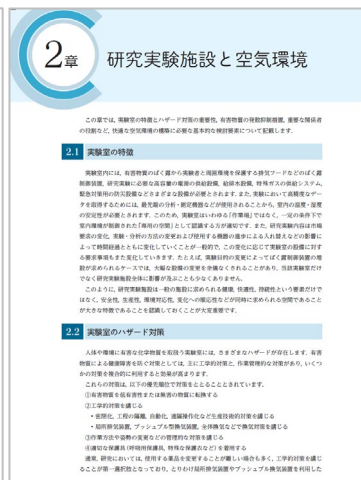 2章 研究実験施設と空気環境
この章では、実験室の特徴とハザード対策の重要性、有害物質の発散抑制措置、重要な関係者
の役割など、快適な空気環境の構築に必要な基本的な検討要素について記載します。
2.1 実験室の特徴
実験室内には、有害物質のばく露から実験者と周囲環境を保護する排気フードなどのばく露
制御装置、研究実験に必要な高容量の電源の供給設備、給排水設備、特殊ガスの供給システム、
緊急対応用の防災設備などさまざまな設備が必要とされます。また、実験において高精度なデー
タを取得するためには、最先端の分析・測定機器などが使用されることから、室内の温度・湿度
の安定性が必要とされます。このため、実験室はいわゆる「作業場」ではなく、一定の条件下で
室内環境が制御された「専用の空間」として認識する方が適切です。また、研究実験内容は市場
要求の変化、実験・分析の方法の変更および使用する機器の進歩による入れ替えなどの影響に
よって時間経過とともに変化していくことが一般的で、この変化に応じて実験室の設備に対す
る要求事項もまた変化していきます。たとえば、実験目的の変更によってばく露制御装置の増
設が求められるケースでは、大幅な設備の変更を余儀なくされることがあり、当該実験室だけ
でなく研究実験施設全体に影響が及ぶことも少なくありません。
このように、研究実験施設は一般の施設に求められる健康、快適性、持続性という要素だけで
はなく、安全性、生産性、環境対応性、変化への順応性などが同時に求められる空間であること
が大きな特徴であることを認識しておくことが大変重要です。
2.2 実験室のハザード対策
人体や環境に有害な化学物質を取扱う実験室には、さまざまなハザードが存在します。有害
物質による健康障害を防ぐ対策としては、主に工学的対策と、作業管理的な対策があり、いくつ
かの対策を複合的に利用すると効果が高まります。
これらの対策は、以下の優先順位で対策をとるとされています。
①有害物質を低有害性または無害の物質に転換する
②工学的対策を講じる
・密閉化、工程の隔離、自動化、遠隔操作化など生産技術的対策を講じる
・局所排気装置、プッシュプル型換気装置、全体換気などで換気対策を講じる
③作業方法や姿勢の変更などの管理的な対策を講じる
④適切な保護具（呼吸用保護具、特殊な保護衣など）を着用する
通常、研究においては、使用する薬品を変更することが難しい場合も多く、工学的対策を講じ
ることが第一選択肢となっており、とりわけ局所排気装置やプッシュプル換気装置を利用した